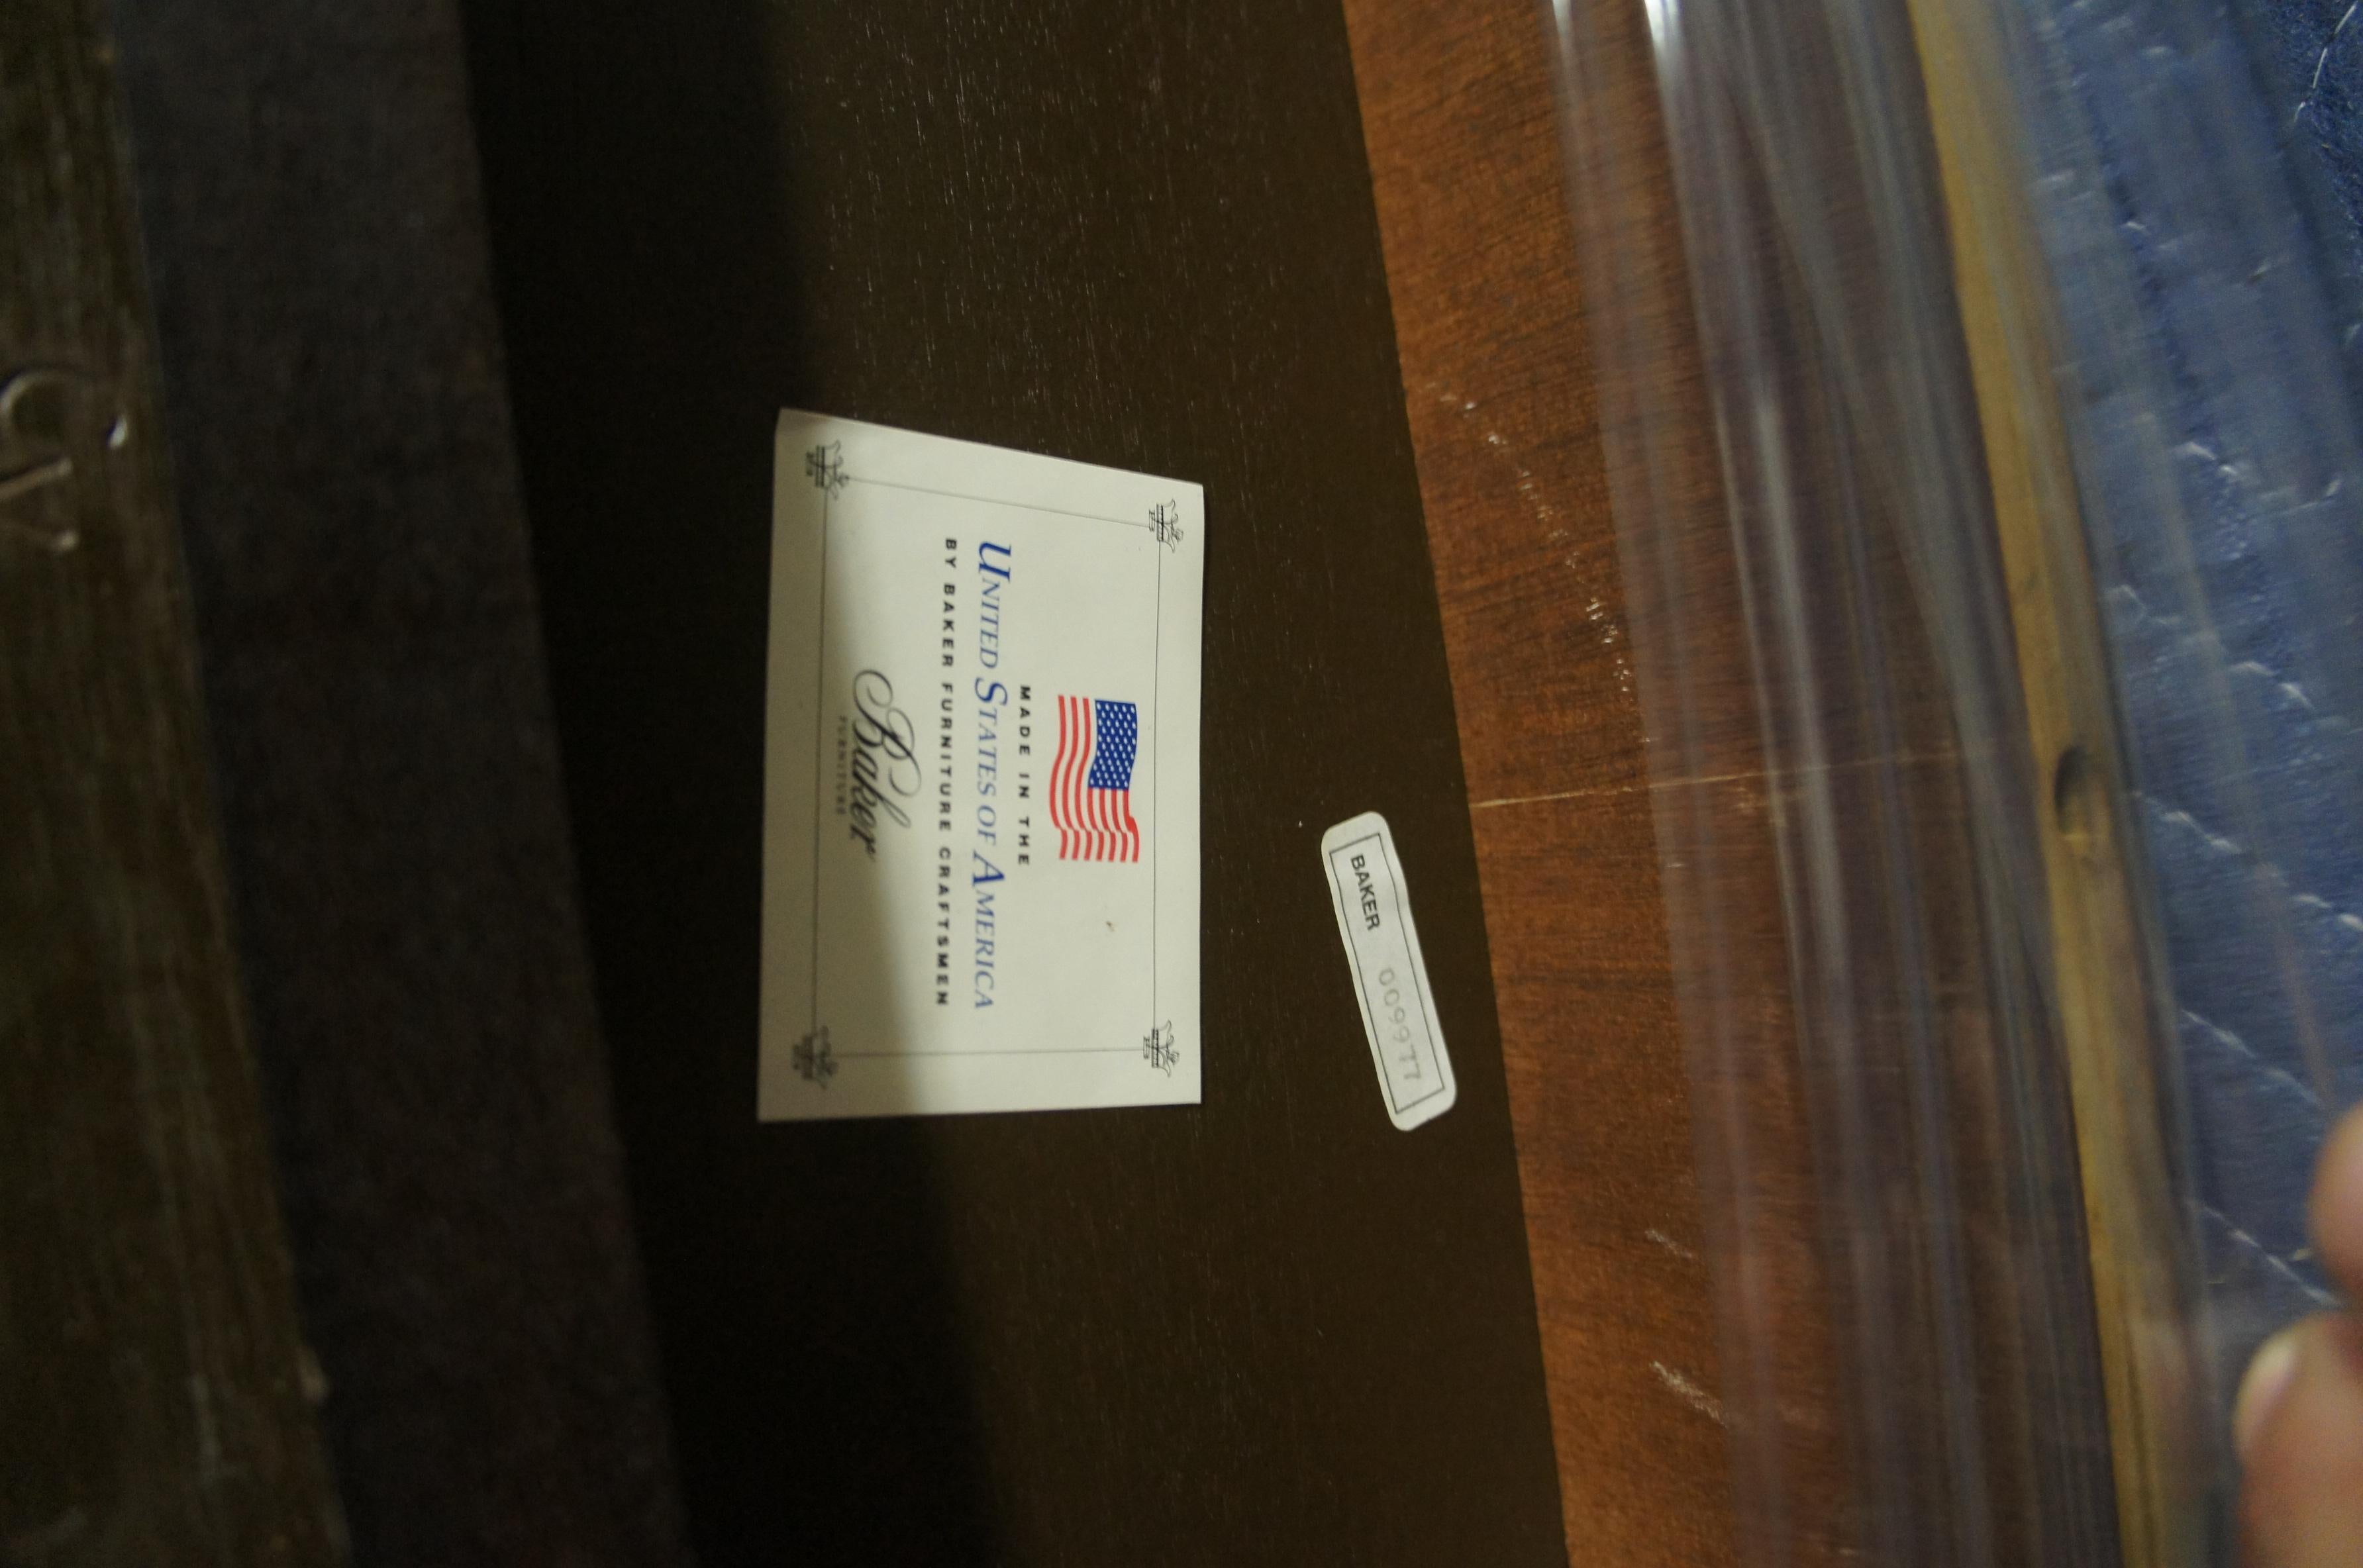 MADE IN THE
UNITED STATES OF AMERICA
BY BAKER FURNITURE CRAFTSMEN
Baker
FURNITURE
BAKER 009977